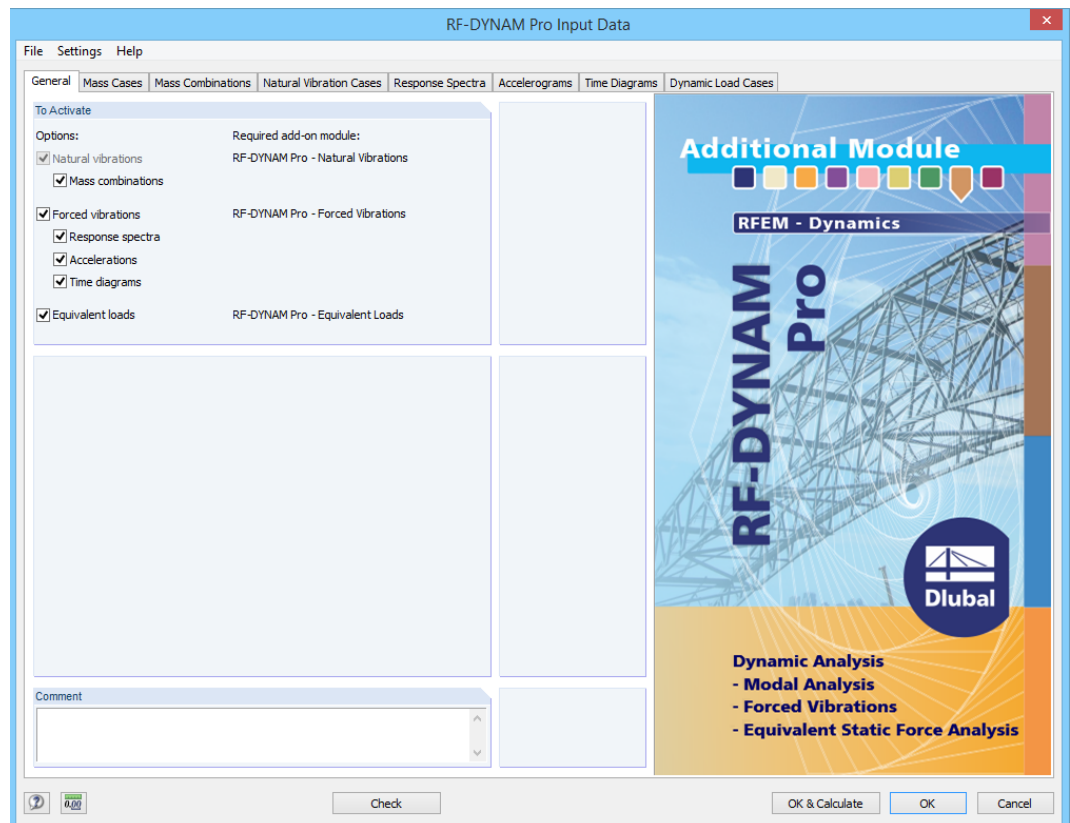 RF-DYNAM Pro Input Data
File Settings Help
General Mass Cases Mass Combinations Natural Vibration Cases Response Spectra Accelerograms Time Diagrams Dynamic Load Cases
To Activate
Options: Required add-on module:
Natural vibrations RF-DYNAM Pro - Natural Vibrations
Mass combinations
Forced vibrations RF-DYNAM Pro - Forced Vibrations
Response spectra
Accelerations
Time diagrams
Equivalent loads RF-DYNAM Pro - Equivalent Loads
Comment
Additional Module
RFEM - Dynamics
RF-DYNAM
Pro
Dlubal
Dynamic Analysis
- Modal Analysis
- Forced Vibrations
- Equivalent Static Force Analysis
0,00
Check
OK & Calculate
OK
Cancel